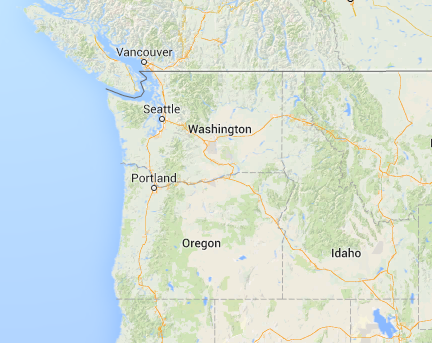 Vancouver
Seattle
Washington
Portland
Oregon
Idaho